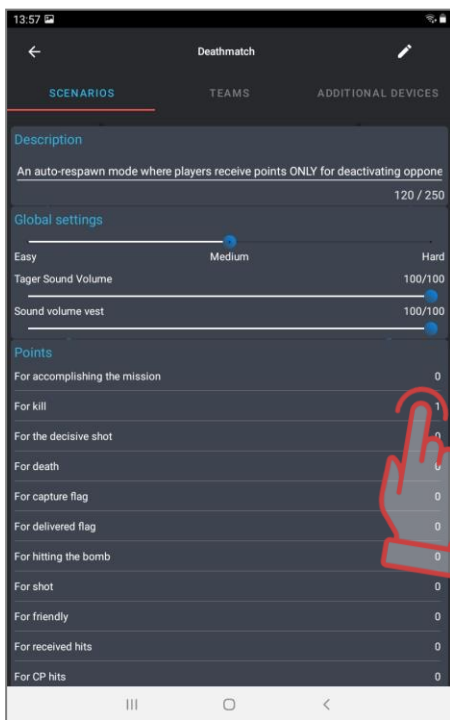 13:57
Deathmatch
SCENARIOS TEAMS ADDITIONAL DEVICES
Description
An auto-respawn mode where players receive points ONLY for deactivating oppone
120 / 250
Global settings
Easy Medium Hard
Tager Sound Volume 100/100
Sound volume vest 100/100
Points
For accomplishing the mission 0
For kill 1
For the decisive shot 0
For death 0
For capture flag 0
For delivered flag 0
For hitting the bomb 0
For shot 0
For friendly 0
For received hits 0
For CP hits 0